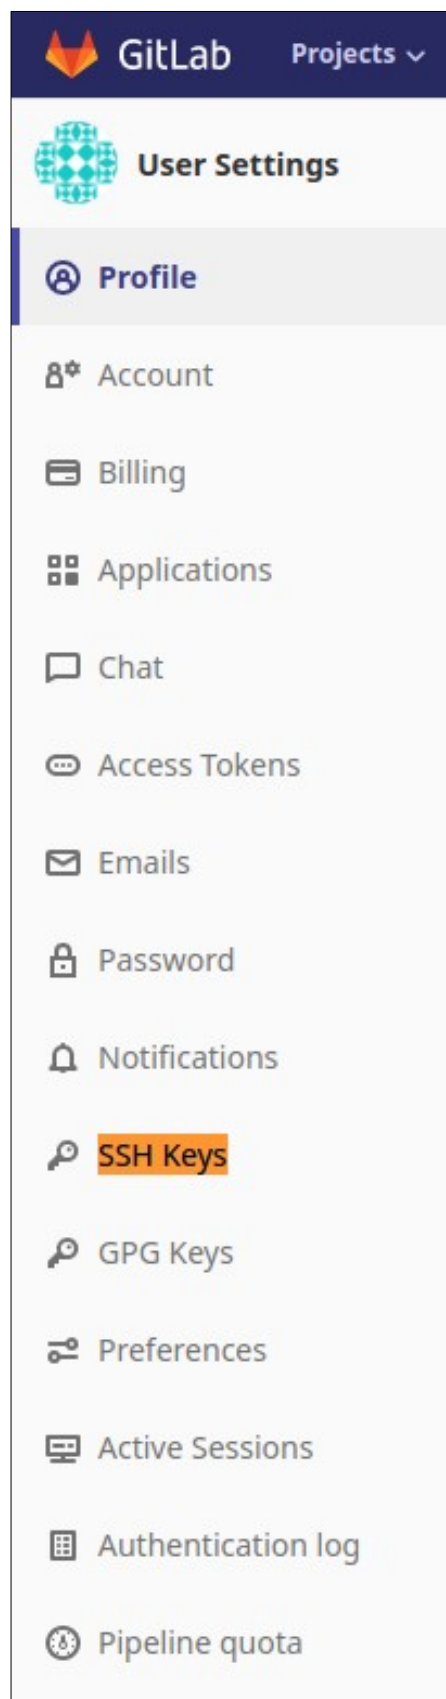 GitLab Projects
User Settings
Profile
Account
Billing
Applications
Chat
Access Tokens
Emails
Password
Notifications
SSH Keys
GPG Keys
Preferences
Active Sessions
Authentication log
Pipeline quota